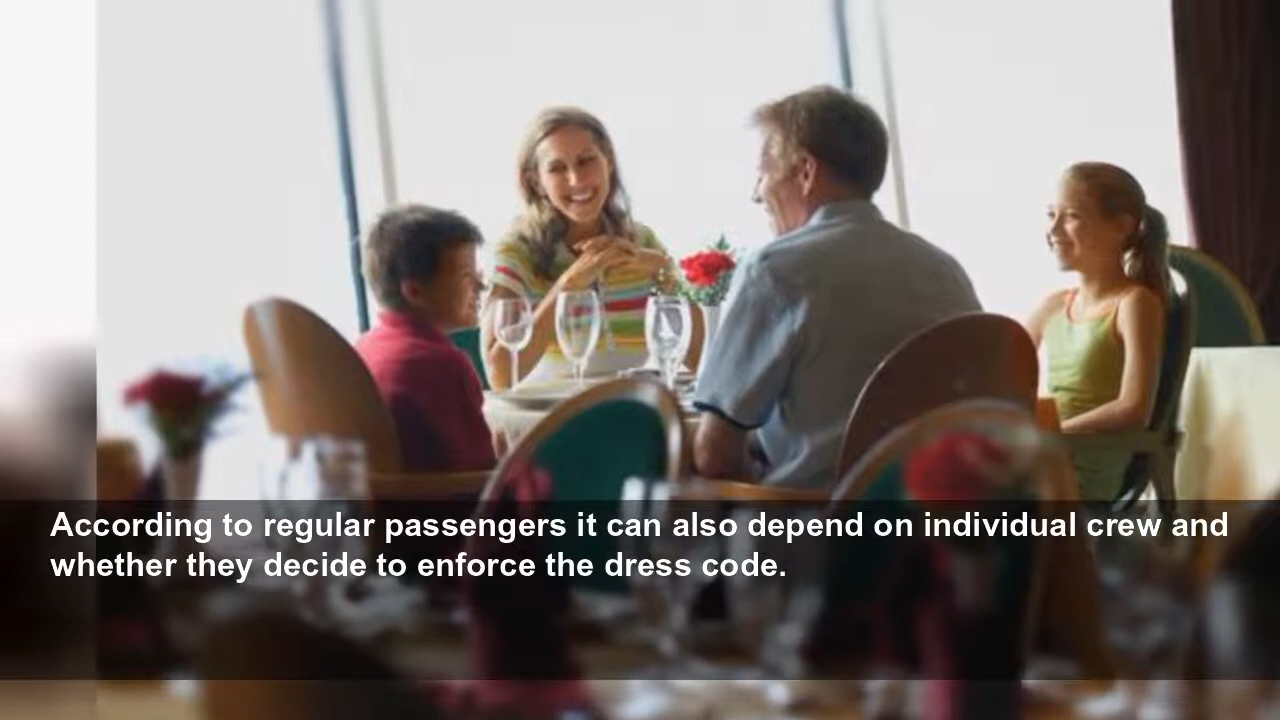 According to regular passengers it can also depend on individual crew and
whether they decide to enforce the dress code.